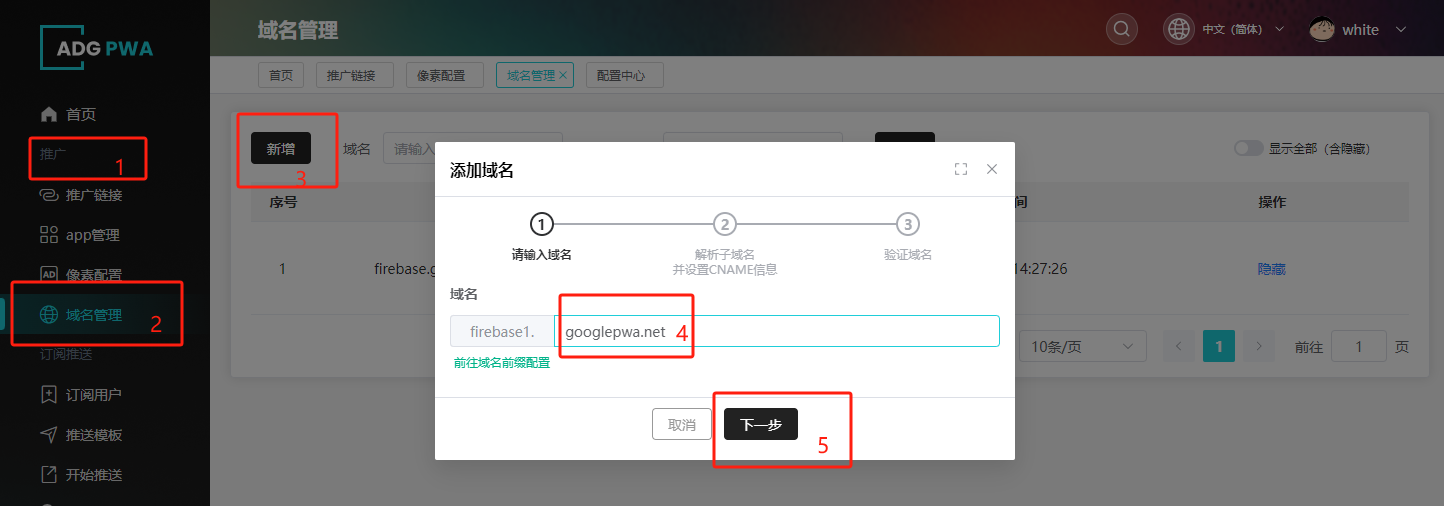 ADG PWA
首页
推广
1
推广链接
app管理
像素配置
域名管理
2
订阅推送
订阅用户
推送模板
开始推送
域名管理
中文（简体）
white
首页
推广链接
像素配置
域名管理
配置中心
新增
3
域名
请输入
显示全部（含隐藏）
序号
间
操作
1
firebase.g
14:27:26
隐藏
10条/页
1
前往
1
页
添加域名
1
2
3
请输入域名
解析子域名
并设置CNAME信息
验证域名
域名
firebase1.
googlepwa.net
4
前往域名前缀配置
取消
下一步
5